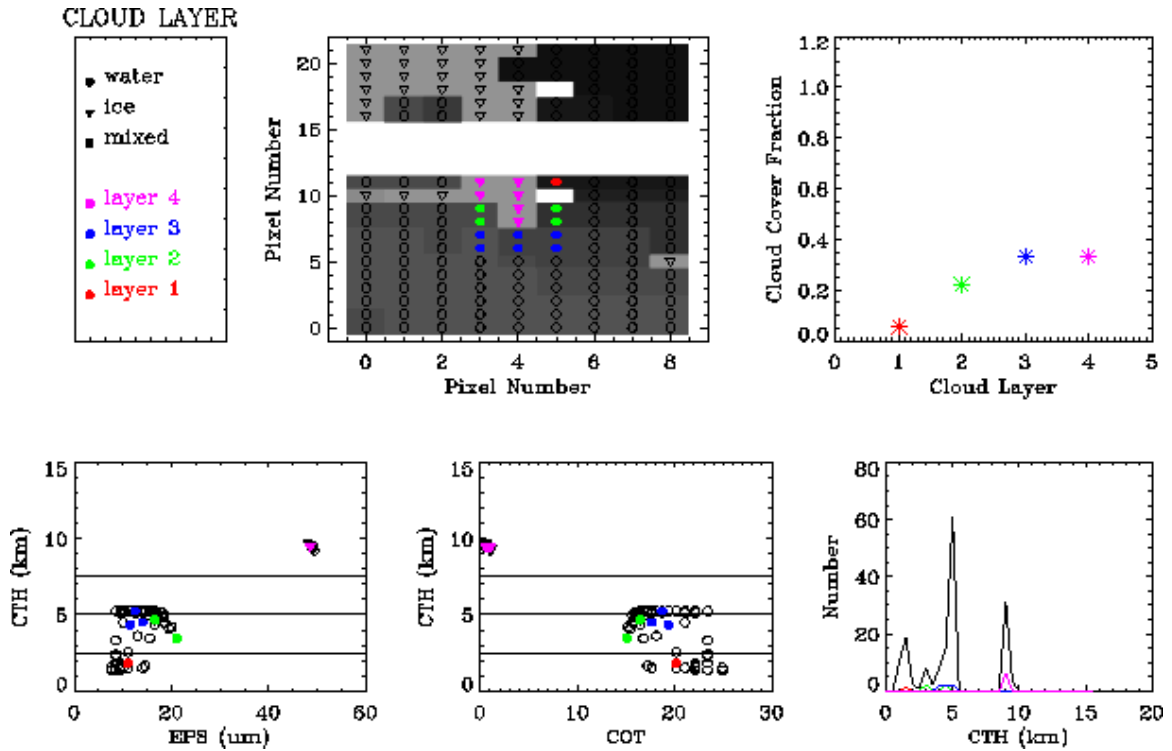 CLOUD LAYER
water
ice
mixed
layer 4
layer 3
layer 2
layer 1
Pixel Number
20
15
10
5
0
0 2 4 6 8
Pixel Number
Cloud Cover Fraction
1.2
1.0
0.8
0.6
0.4
0.2
0.0
0 1 2 3 4 5
Cloud Layer
CTH (km)
15
10
5
0
0 20 40 60
EPS (um)
CTH (km)
15
10
5
0
0 10 20 30
COT
Number
80
60
40
20
0
0 5 10 15 20
CTH (km)